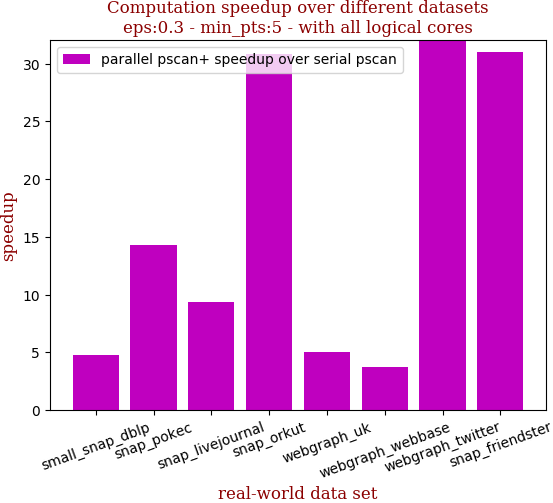 Computation speedup over different datasets
eps:0.3 - min_pts:5 - with all logical cores
parallel pscan+ speedup over serial pscan
speedup
30
25
20
15
10
5
0
small_snap_dblp
snap_pokec
snap_livejournal
snap_orkut
webgraph_uk
webgraph_webbase
webgraph_twitter
snap_friendster
real-world data set